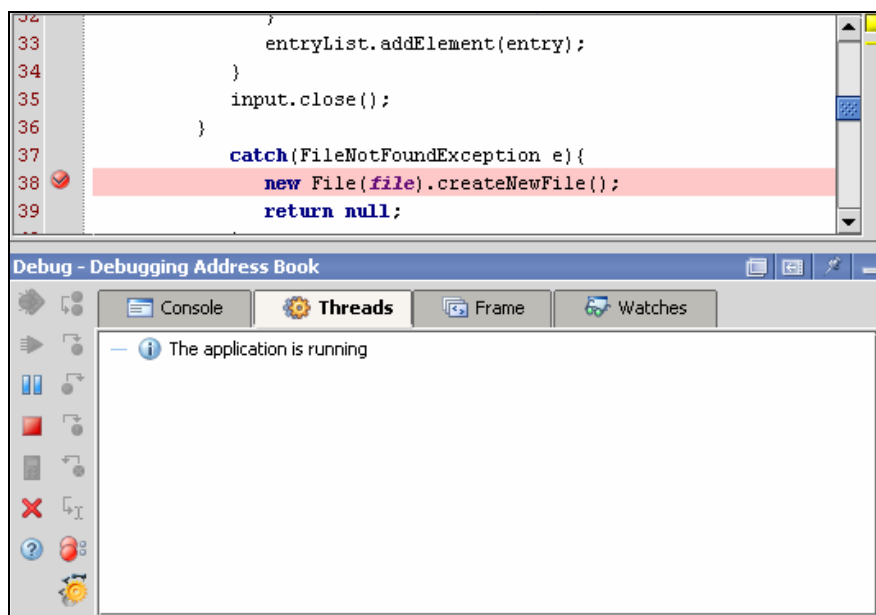 32 }
33 entryList.addElement(entry);
34 }
35 input.close();
36 }
37 catch(FileNotFoundException e){
38 new File(file).createNewFile();
39 return null;
Debug - Debugging Address Book
Console Threads Frame Watches
The application is running